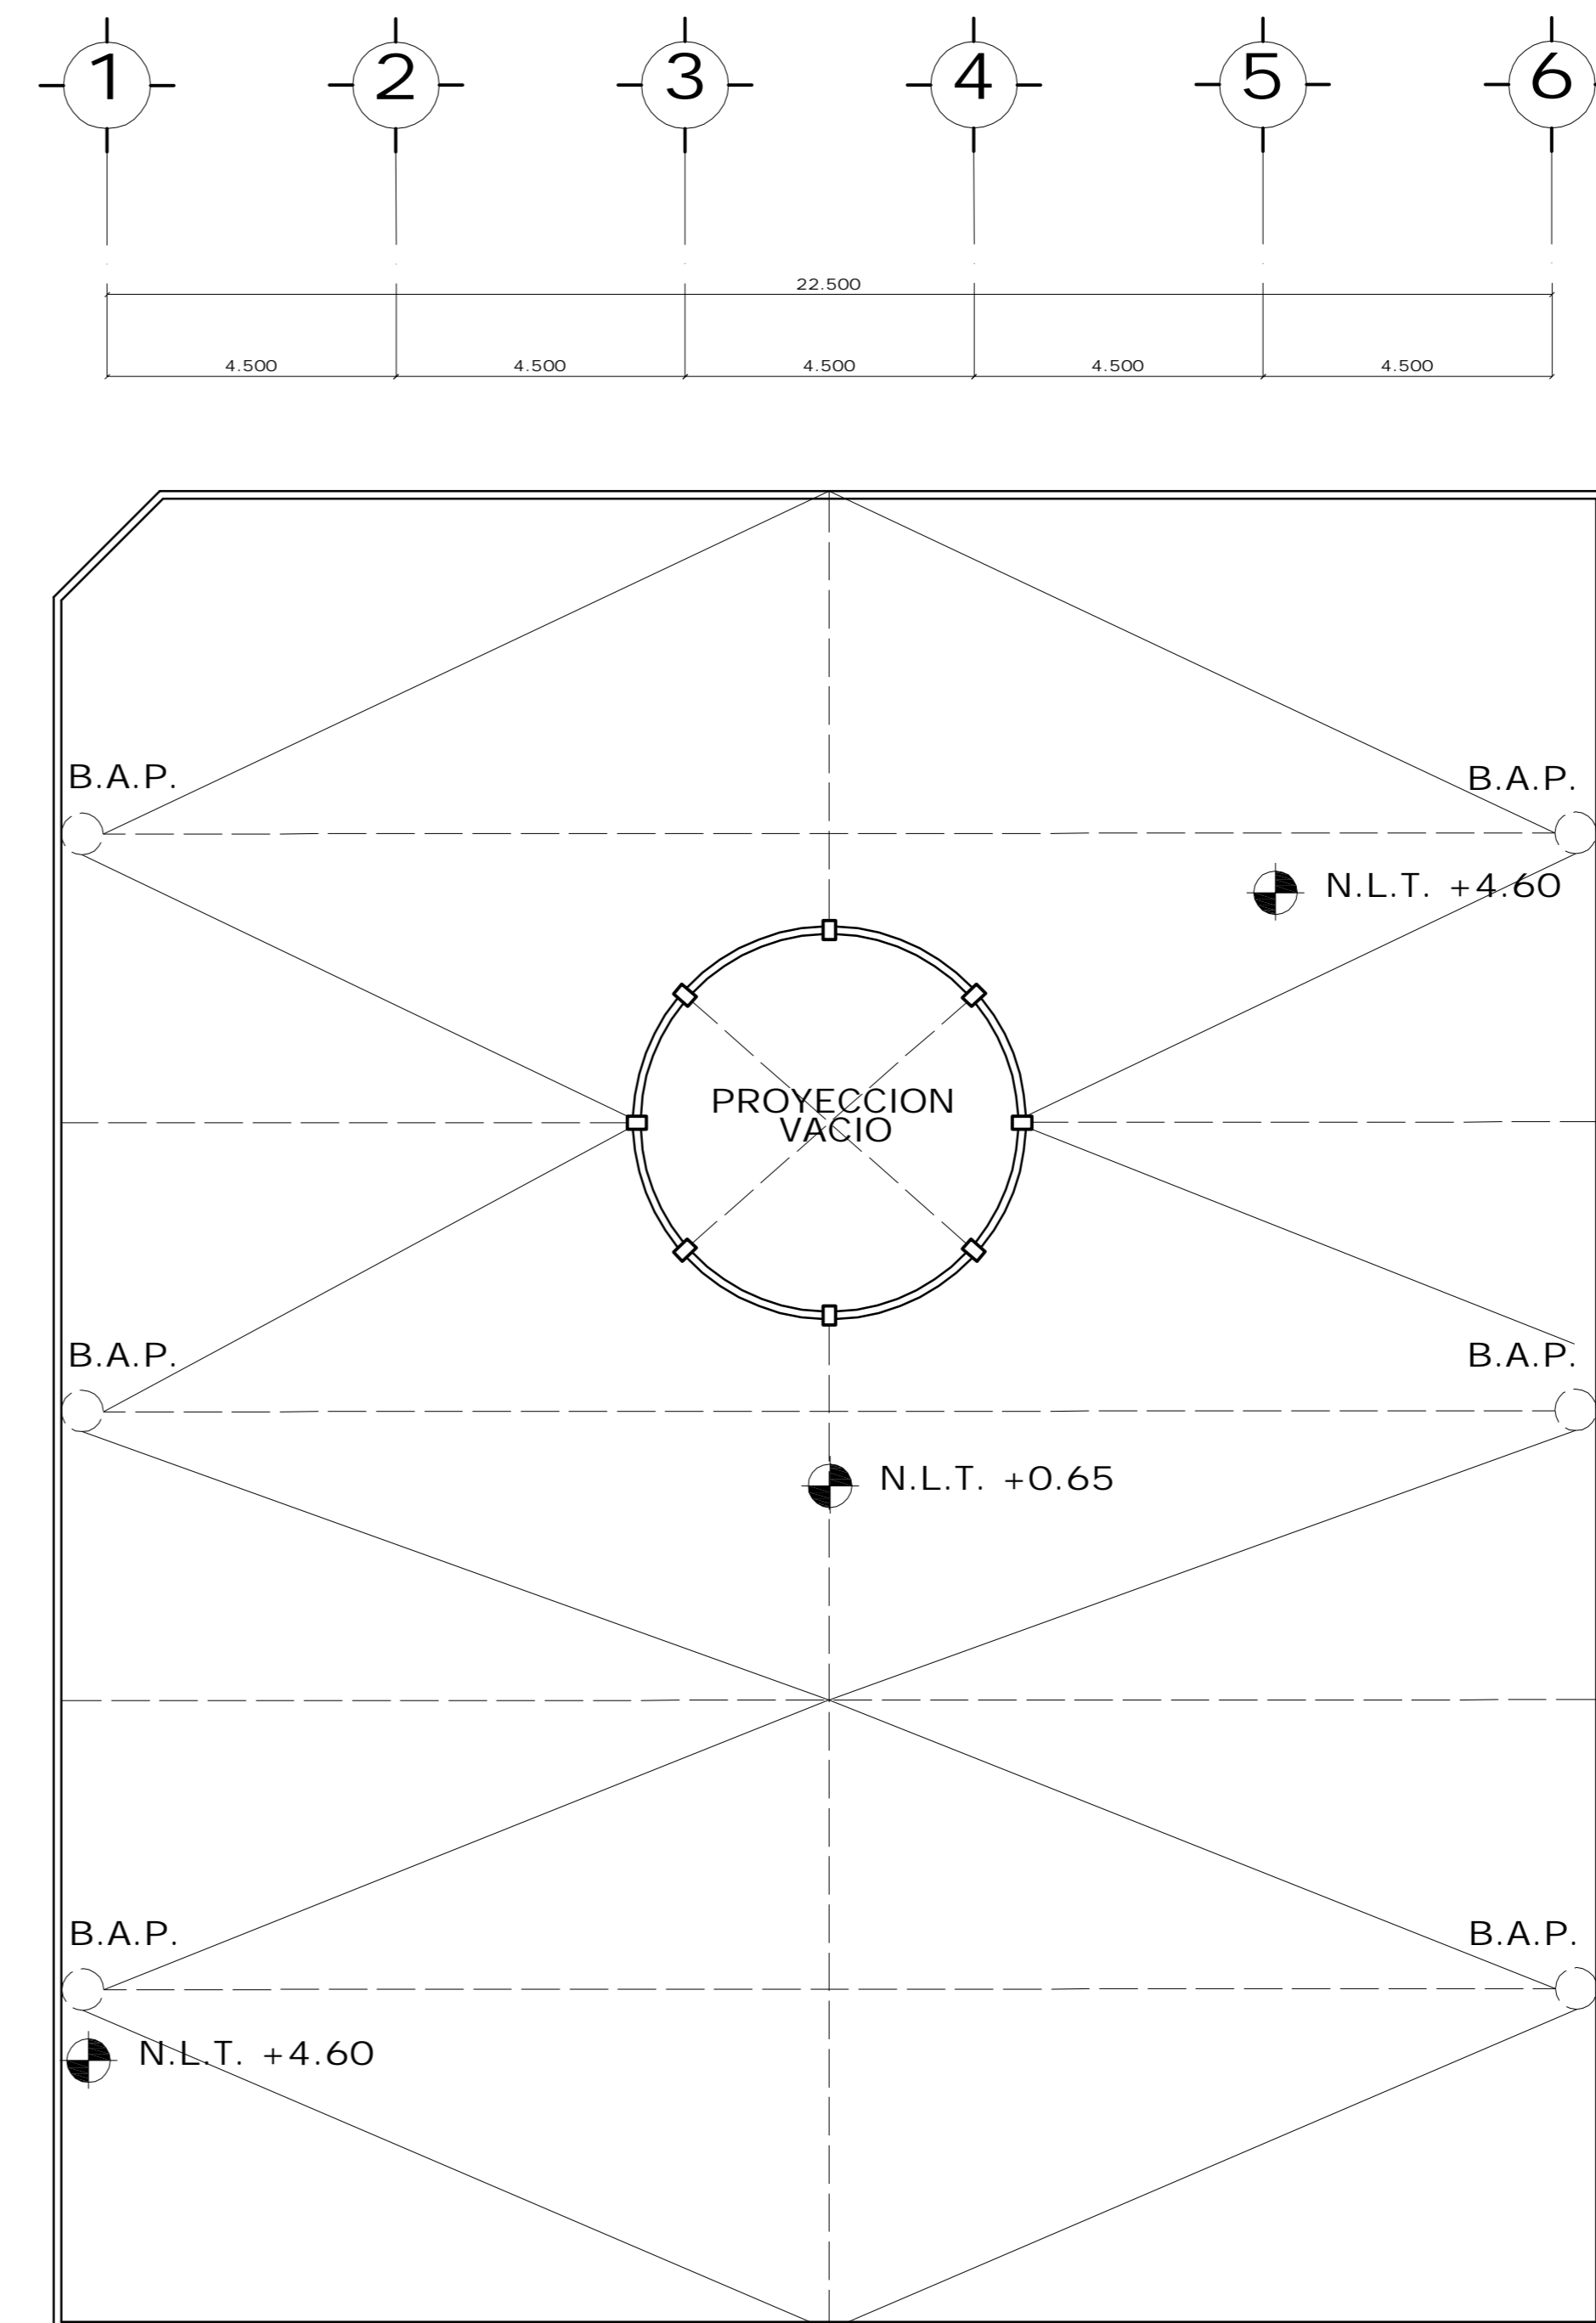 1 2 3 4 5 6
22.500
4.500 4.500 4.500 4.500 4.500
B.A.P. B.A.P.
N.L.T. +4.60
PROYECCION
VACIO
B.A.P. B.A.P.
N.L.T. +0.65
B.A.P. B.A.P.
N.L.T. +4.60